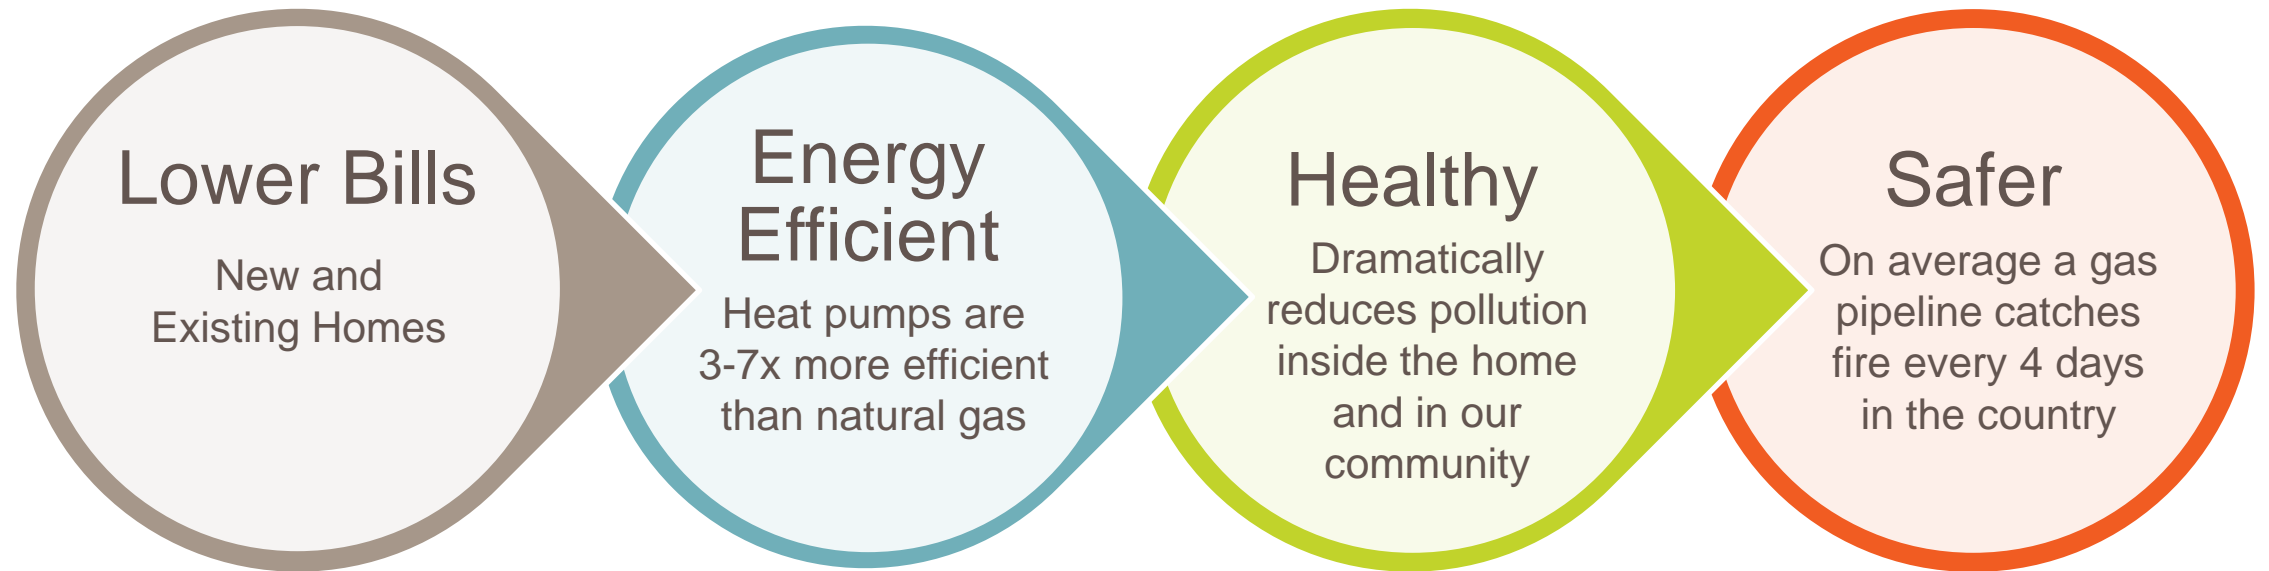 Lower Bills
New and
Existing Homes
Energy
Efficient
Heat pumps are
3-7x more efficient
than natural gas
Healthy
Dramatically
reduces pollution
inside the home
and in our
community
Safer
On average a gas
pipeline catches
fire every 4 days
in the country